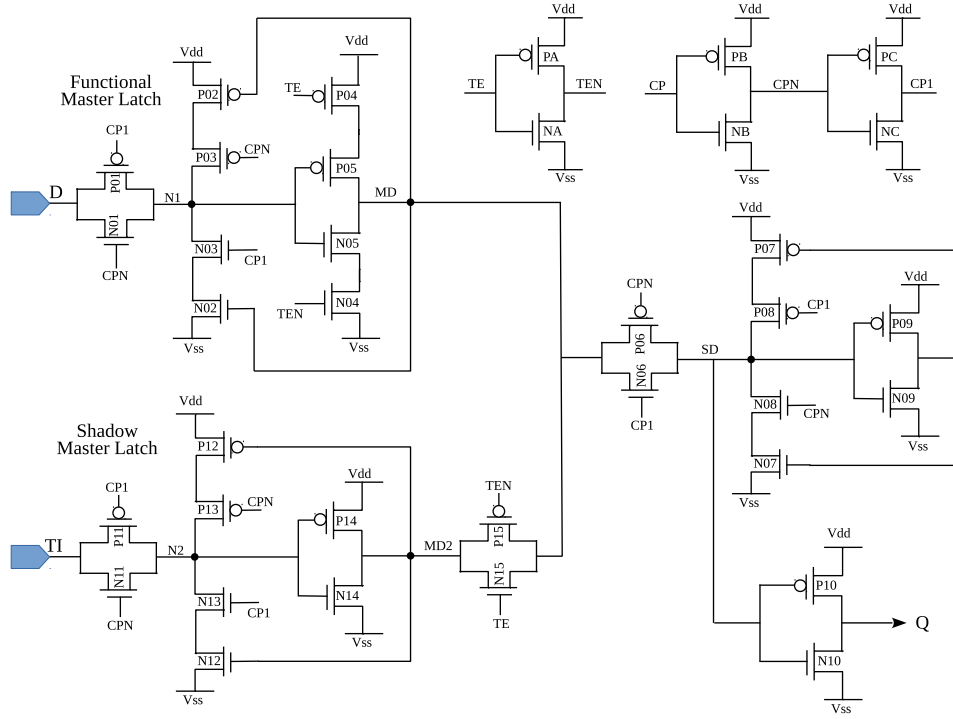 Vdd
Vdd
Vdd
Vdd
Vdd
Functional
Master Latch
TE
P02
P04
PA
PB
PC
TE
TEN
CP
CPN
CP1
NA
NB
NC
Vss
Vss
Vss
CP1
P03
CPN
P05
P01
D
N1
MD
N01
N03
CP1
N05
CPN
N02
TEN
N04
Vss
Vss
Vdd
P07
P08
CP1
Vdd
P09
CPN
P06
SD
N06
CP1
N08
CPN
N09
Vss
N07
Vss
Vdd
Shadow
Master Latch
P12
Vdd
CP1
P13
CPN
P14
TEN
P11
P15
TI
N2
MD2
N11
N13
CP1
N14
N15
CPN
TE
N12
Vss
Vss
Vdd
P10
Q
N10
Vss